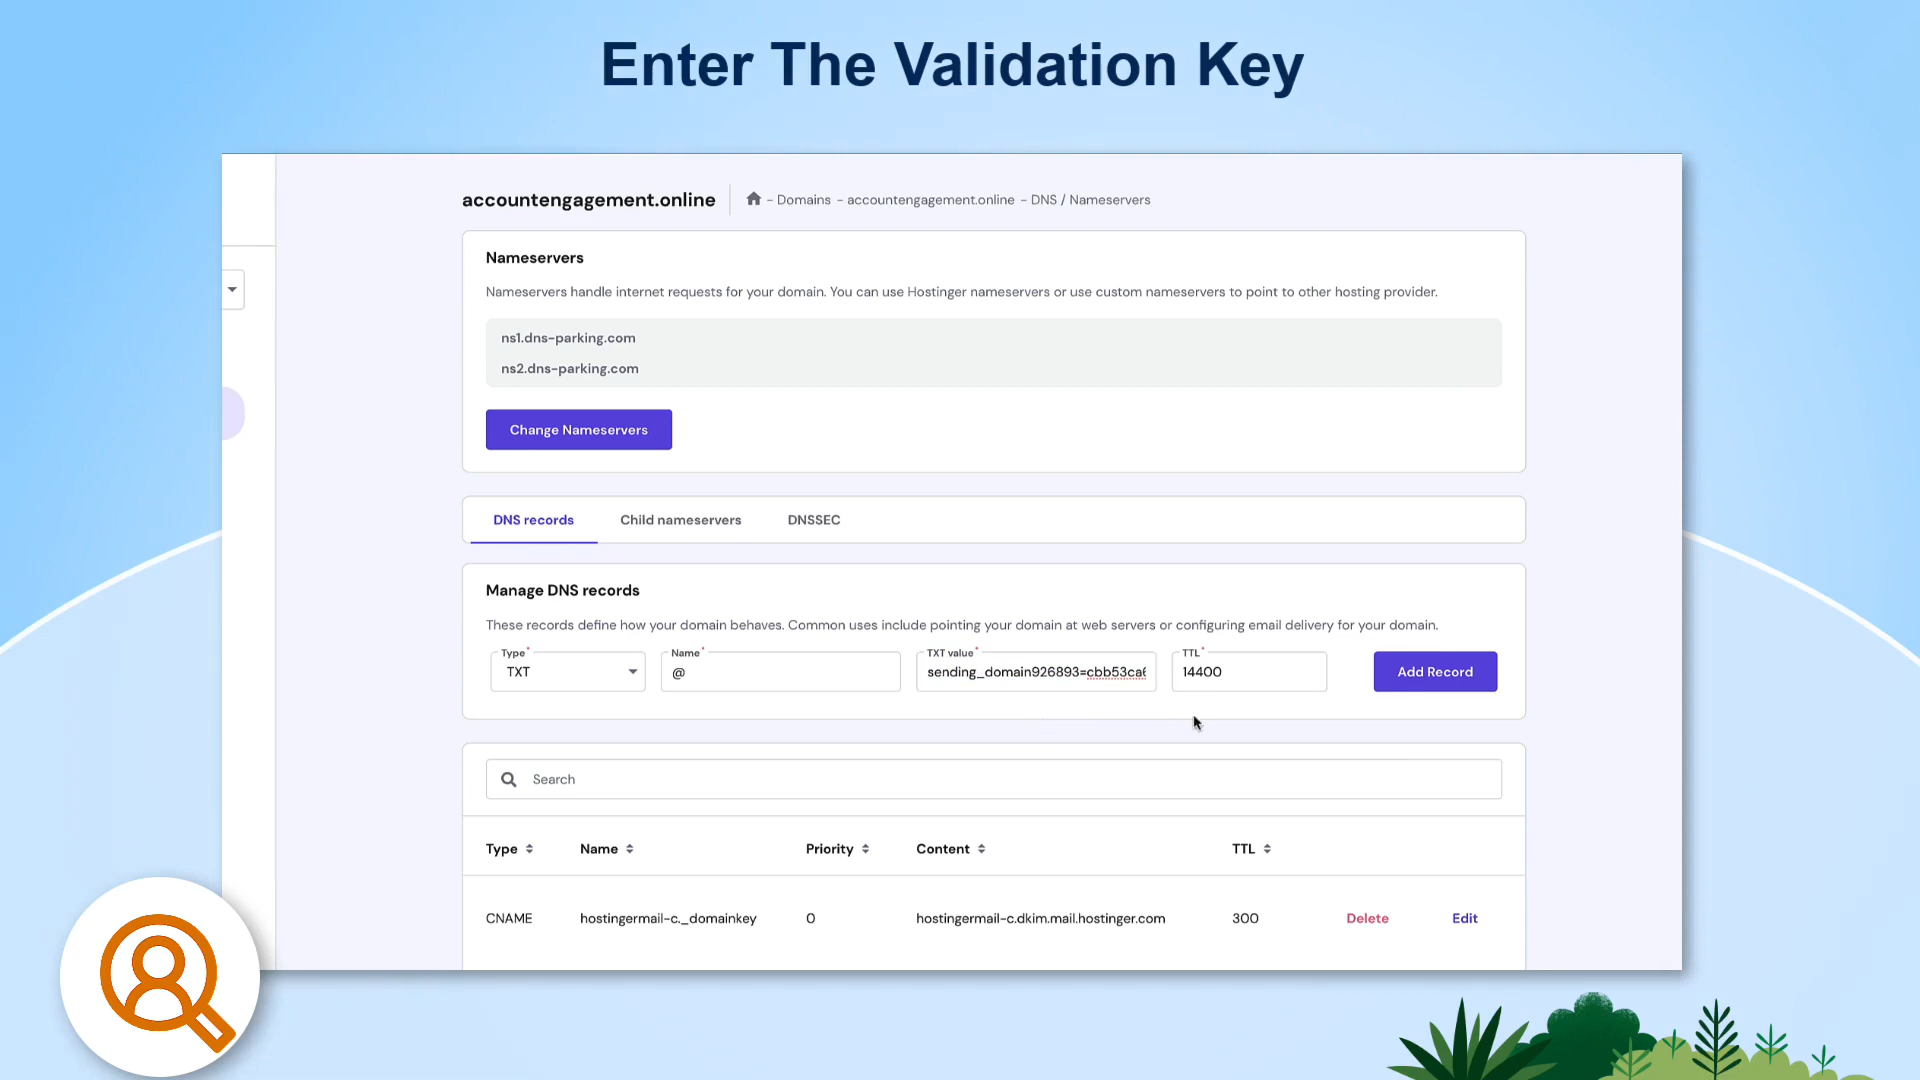 Enter The Validation Key
accountengagement.online
- Domains - accountengagement.online - DNS / Nameservers
Nameservers
Nameservers handle internet requests for your domain. You can use Hostinger nameservers or use custom nameservers to point to other hosting provider.
ns1.dns-parking.com
ns2.dns-parking.com
Change Nameservers
DNS records Child nameservers DNSSEC
Manage DNS records
These records define how your domain behaves. Common uses include pointing your domain at web servers or configuring email delivery for your domain.
Type* Name* TXT value* TTL*
TXT @ sending_domain926893=cbb53ca6 14400 Add Record
Search
Type Name Priority Content TTL
CNAME hostingermail-c._domainkey 0 hostingermail-c.dkim.mail.hostinger.com 300 Delete Edit